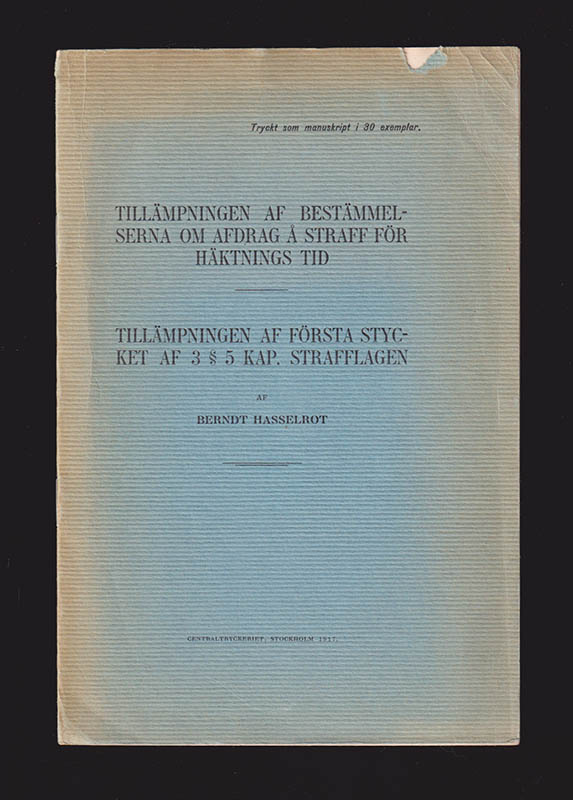 Tryckt som manuskript i 30 exemplar.
TILLÄMPNINGEN AF BESTÄMMEL-
SERNA OM AFDRAG Å STRAFF FÖR
HÄKTNINGS TID
TILLÄMPNINGEN AF FÖRSTA STYC-
KET AF 3 § 5 KAP. STRAFFLAGEN
AF
BERNDT HASSELROT
CENTRALTRYCKERIET, STOCKHOLM 1917.